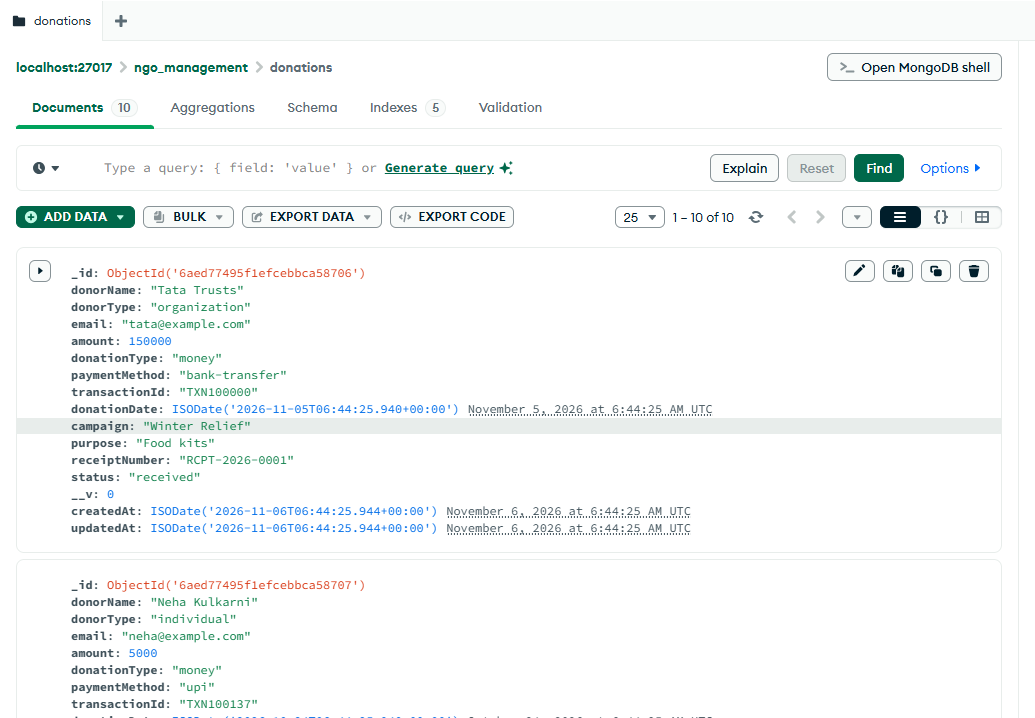 donations
localhost:27017 > ngo_management > donations
>_ Open MongoDB shell
Documents 10 Aggregations Schema Indexes 5 Validation
Type a query: { field: 'value' } or Generate query
Explain Reset Find Options
ADD DATA BULK EXPORT DATA </> EXPORT CODE 25 1 – 10 of 10 {}
_id: ObjectId('6aed77495f1efcebbca58706')
donorName: "Tata Trusts"
donorType: "organization"
email: "tata@example.com"
amount: 150000
donationType: "money"
paymentMethod: "bank-transfer"
transactionId: "TXN100000"
donationDate: ISODate('2026-11-05T06:44:25.940+00:00') November 5, 2026 at 6:44:25 AM UTC
campaign: "Winter Relief"
purpose: "Food kits"
receiptNumber: "RCPT-2026-0001"
status: "received"
__v: 0
createdAt: ISODate('2026-11-06T06:44:25.944+00:00') November 6, 2026 at 6:44:25 AM UTC
updatedAt: ISODate('2026-11-06T06:44:25.944+00:00') November 6, 2026 at 6:44:25 AM UTC
_id: ObjectId('6aed77495f1efcebbca58707')
donorName: "Neha Kulkarni"
donorType: "individual"
email: "neha@example.com"
amount: 5000
donationType: "money"
paymentMethod: "upi"
transactionId: "TXN100137"